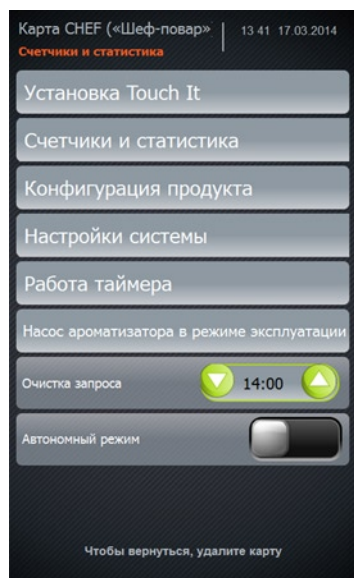 Карта CHEF («Шеф-повар» 13 41 17.03.2014
Счетчики и статистика
Установка Touch It
Счетчики и статистика
Конфигурация продукта
Настройки системы
Работа таймера
Насос ароматизатора в режиме эксплуатации
Очистка запроса 14:00
Автономный режим
Чтобы вернуться, удалите карту